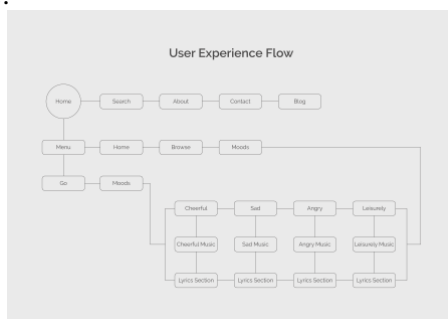 User Experience Flow
Home Search About Contact Blog
Menu Home Browse Moods
Go Moods
Cheerful Sad Angry Leisurely
Cheerful Music Sad Music Angry Music Leisurely Music
Lyrics Section Lyrics Section Lyrics Section Lyrics Section